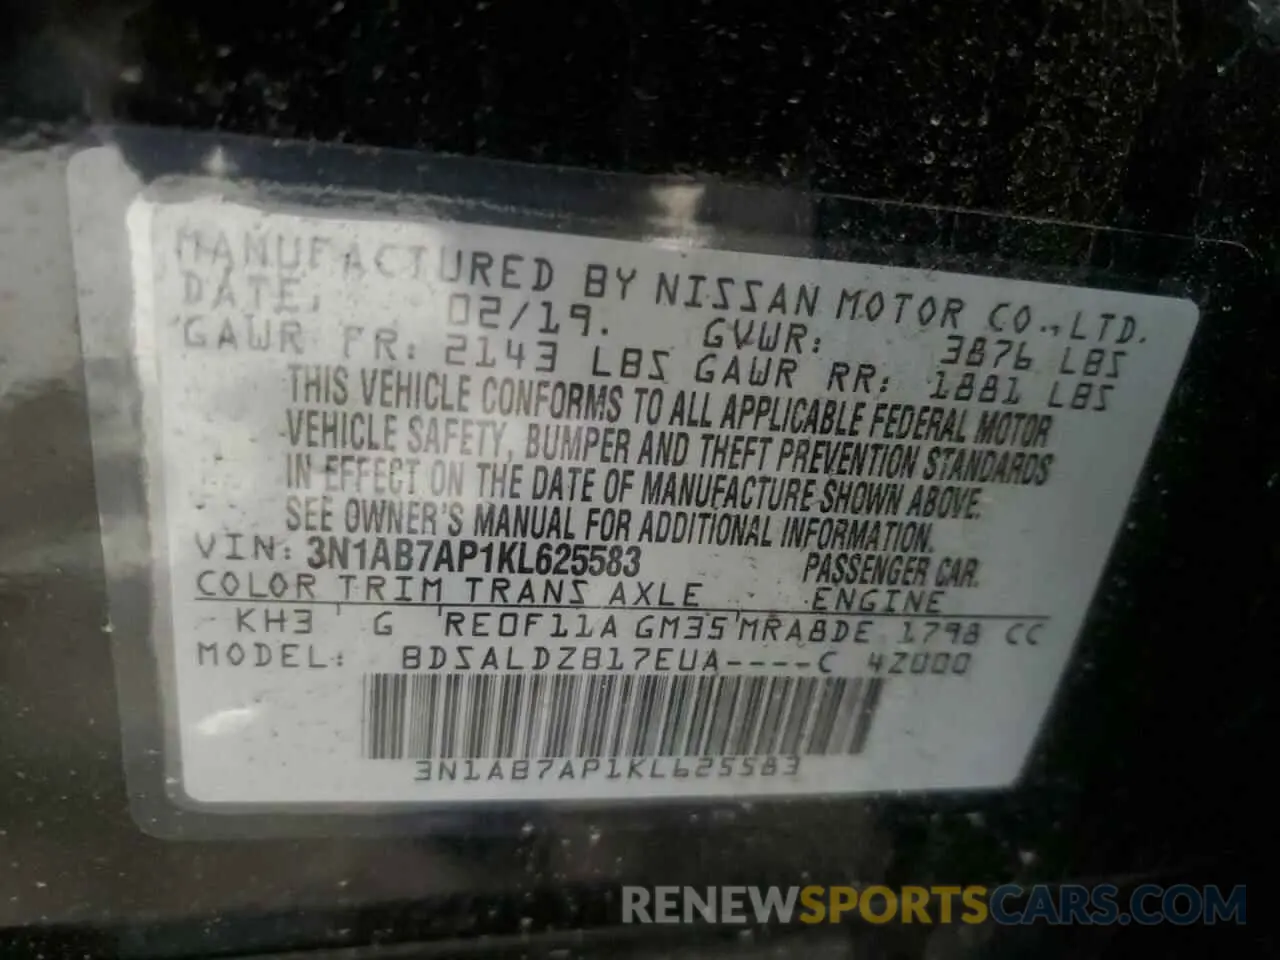 MANUFACTURED BY NISSAN MOTOR CO., LTD.
DATE. 02/19. GVWR: 3876 LBS
GAWR FR: 2143 LBS GAWR RR: 1881 LBS
THIS VEHICLE CONFORMS TO ALL APPLICABLE FEDERAL MOTOR
VEHICLE SAFETY, BUMPER AND THEFT PREVENTION STANDARDS
IN EFFECT ON THE DATE OF MANUFACTURE SHOWN ABOVE.
SEE OWNER'S MANUAL FOR ADDITIONAL INFORMATION.
VIN: 3N1AB7AP1KL625583 PASSENGER CAR.
COLOR TRIM TRANS AXLE ENGINE
KH3 ' G ' RE0F11A GM35 ' MRA8DE 1798 CC
MODEL: BDSALDZB17EUA----C 42000
3N1AB7AP1KL625583
RENEWSPORTSCARS.COM